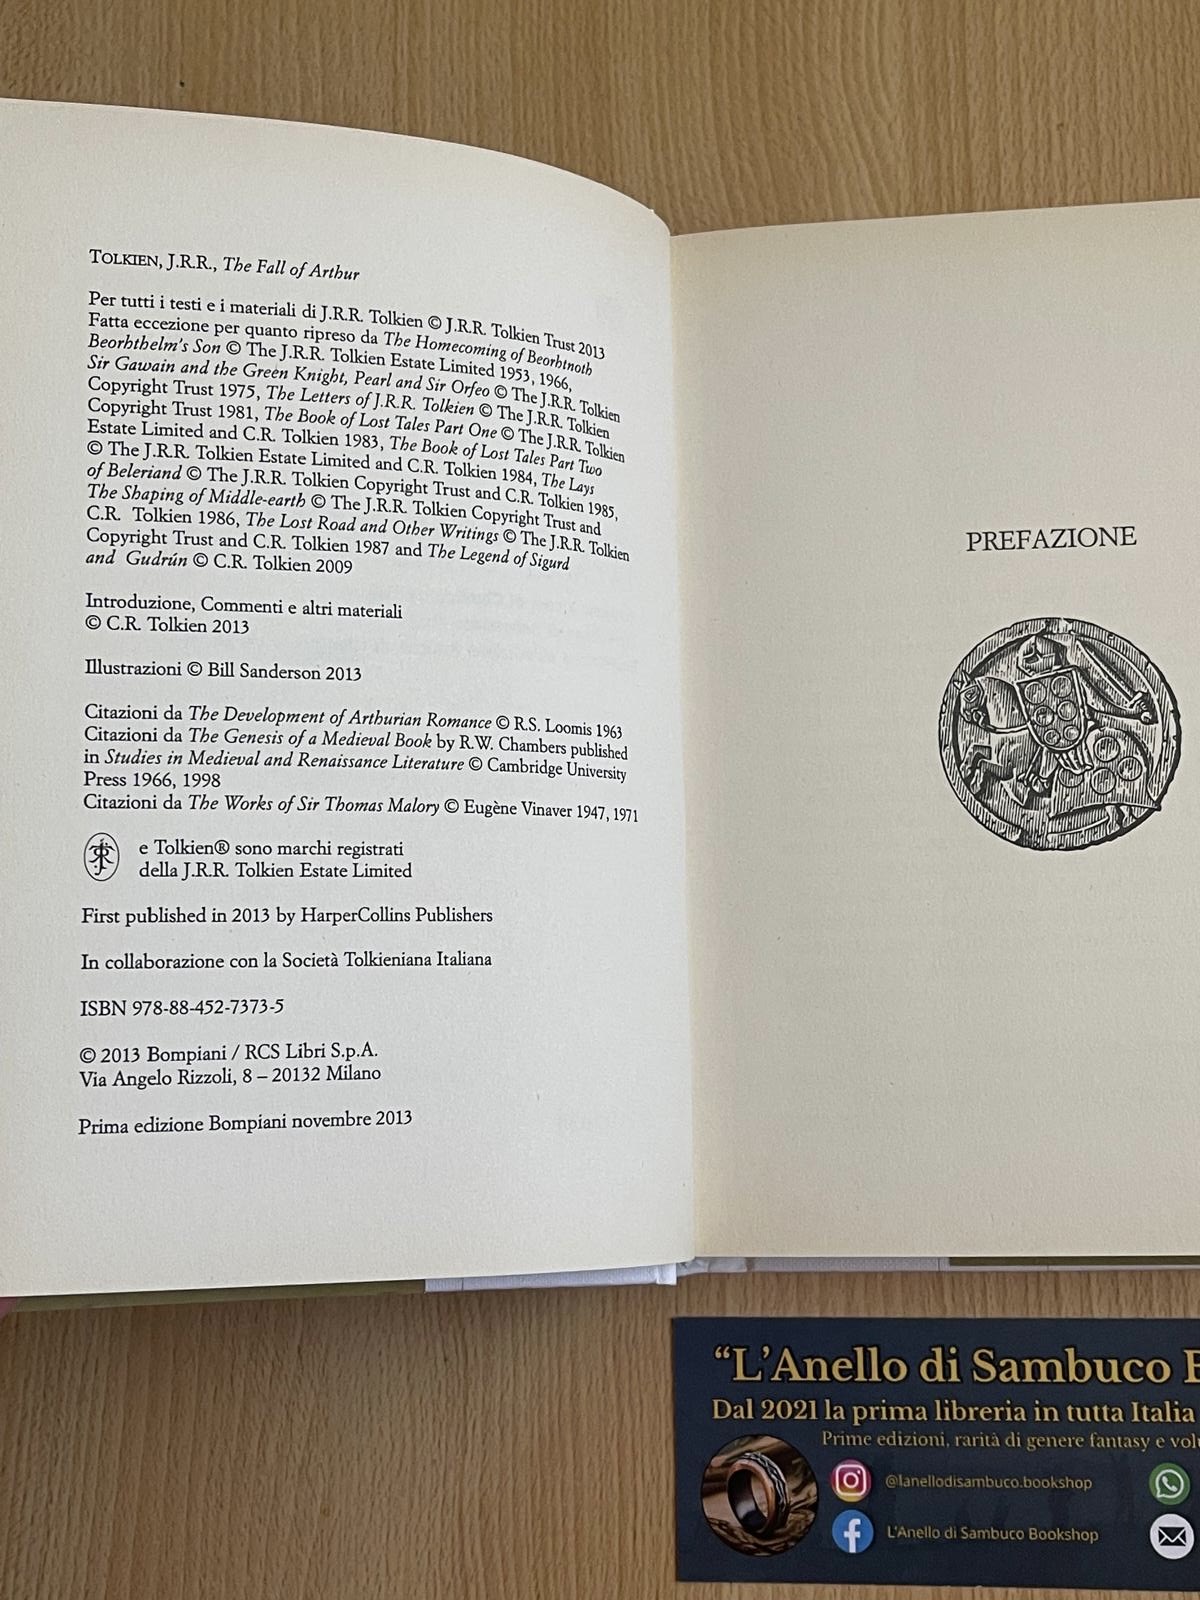 TOLKIEN, J.R.R., The Fall of Arthur
Per tutti i testi e i materiali di J.R.R. Tolkien © J.R.R. Tolkien Trust 2013
Fatta eccezione per quanto ripreso da The Homecoming of Beorhtnoth
Beorhthelm's Son © The J.R.R. Tolkien Estate Limited 1953, 1966,
Sir Gawain and the Green Knight, Pearl and Sir Orfeo © The J.R.R. Tolkien
Copyright Trust 1975, The Letters of J.R.R. Tolkien © The J.R.R. Tolkien
Copyright Trust 1981, The Book of Lost Tales Part One © The J.R.R. Tolkien
Estate Limited and C.R. Tolkien 1983, The Book of Lost Tales Part Two
© The J.R.R. Tolkien Estate Limited and C.R. Tolkien 1984, The Lays
of Beleriand © The J.R.R. Tolkien Copyright Trust and C.R. Tolkien 1985,
The Shaping of Middle-earth © The J.R.R. Tolkien Copyright Trust and
C.R. Tolkien 1986, The Lost Road and Other Writings © The J.R.R. Tolkien
Copyright Trust and C.R. Tolkien 1987 and The Legend of Sigurd
and Gudrún © C.R. Tolkien 2009
Introduzione, Commenti e altri materiali
© C.R. Tolkien 2013
Illustrazioni © Bill Sanderson 2013
Citazioni da The Development of Arthurian Romance © R.S. Loomis 1963
Citazioni da The Genesis of a Medieval Book by R.W. Chambers published
in Studies in Medieval and Renaissance Literature © Cambridge University
Press 1966, 1998
Citazioni da The Works of Sir Thomas Malory © Eugène Vinaver 1947, 1971
e Tolkien® sono marchi registrati
della J.R.R. Tolkien Estate Limited
First published in 2013 by HarperCollins Publishers
In collaborazione con la Società Tolkieniana Italiana
ISBN 978-88-452-7373-5
© 2013 Bompiani / RCS Libri S.p.A.
Via Angelo Rizzoli, 8 – 20132 Milano
Prima edizione Bompiani novembre 2013
PREFAZIONE
“L'Anello di Sambuco
Dal 2021 la prima libreria in tutta Italia
Prime edizioni, rarità di genere fantasy e
@lanellodisambuco.bookshop
L'Anello di Sambuco Bookshop